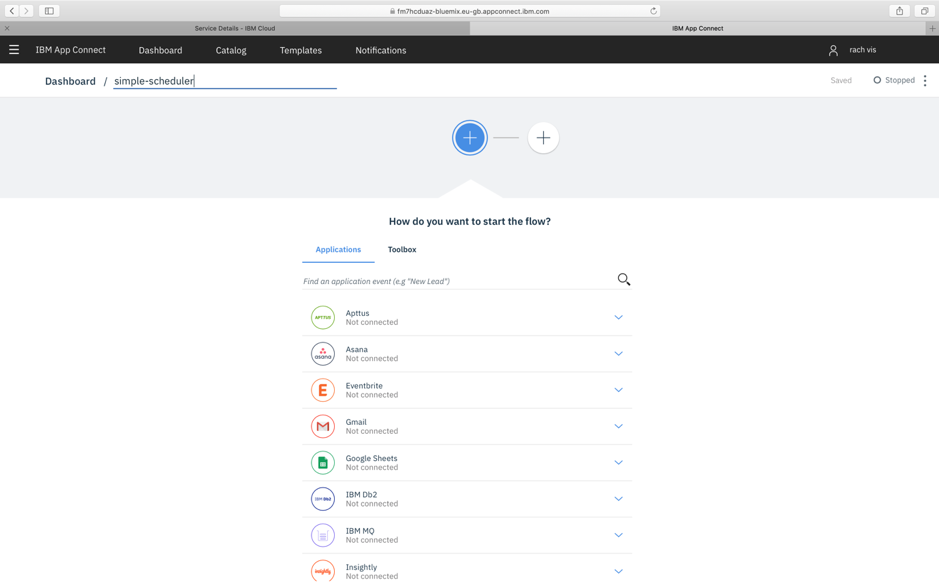 fm7hcduaz-bluemix.eu-gb.appconnect.ibm.com
Service Details - IBM Cloud
IBM App Connect
IBM App Connect
Dashboard
Catalog
Templates
Notifications
rach vis
Dashboard / simple-scheduler
Saved
Stopped
How do you want to start the flow?
Applications
Toolbox
Find an application event (e.g "New Lead")
APTTUS
Apttus
Not connected
asana
Asana
Not connected
E
Eventbrite
Not connected
Gmail
Not connected
Google Sheets
Not connected
IBM Db2
IBM Db2
Not connected
IBM MQ
Not connected
insightly
Insightly
Not connected